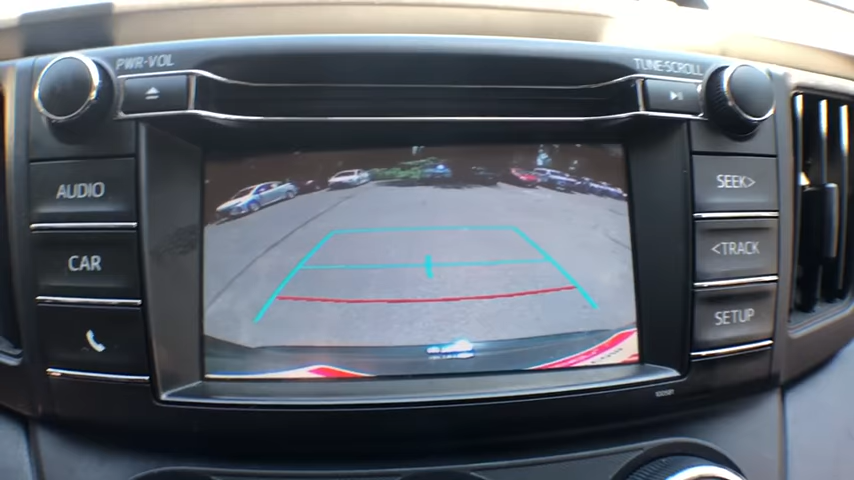 PWR•VOL
TUNE•SCROLL
AUDIO
SEEK>
CAR
<TRACK
SETUP